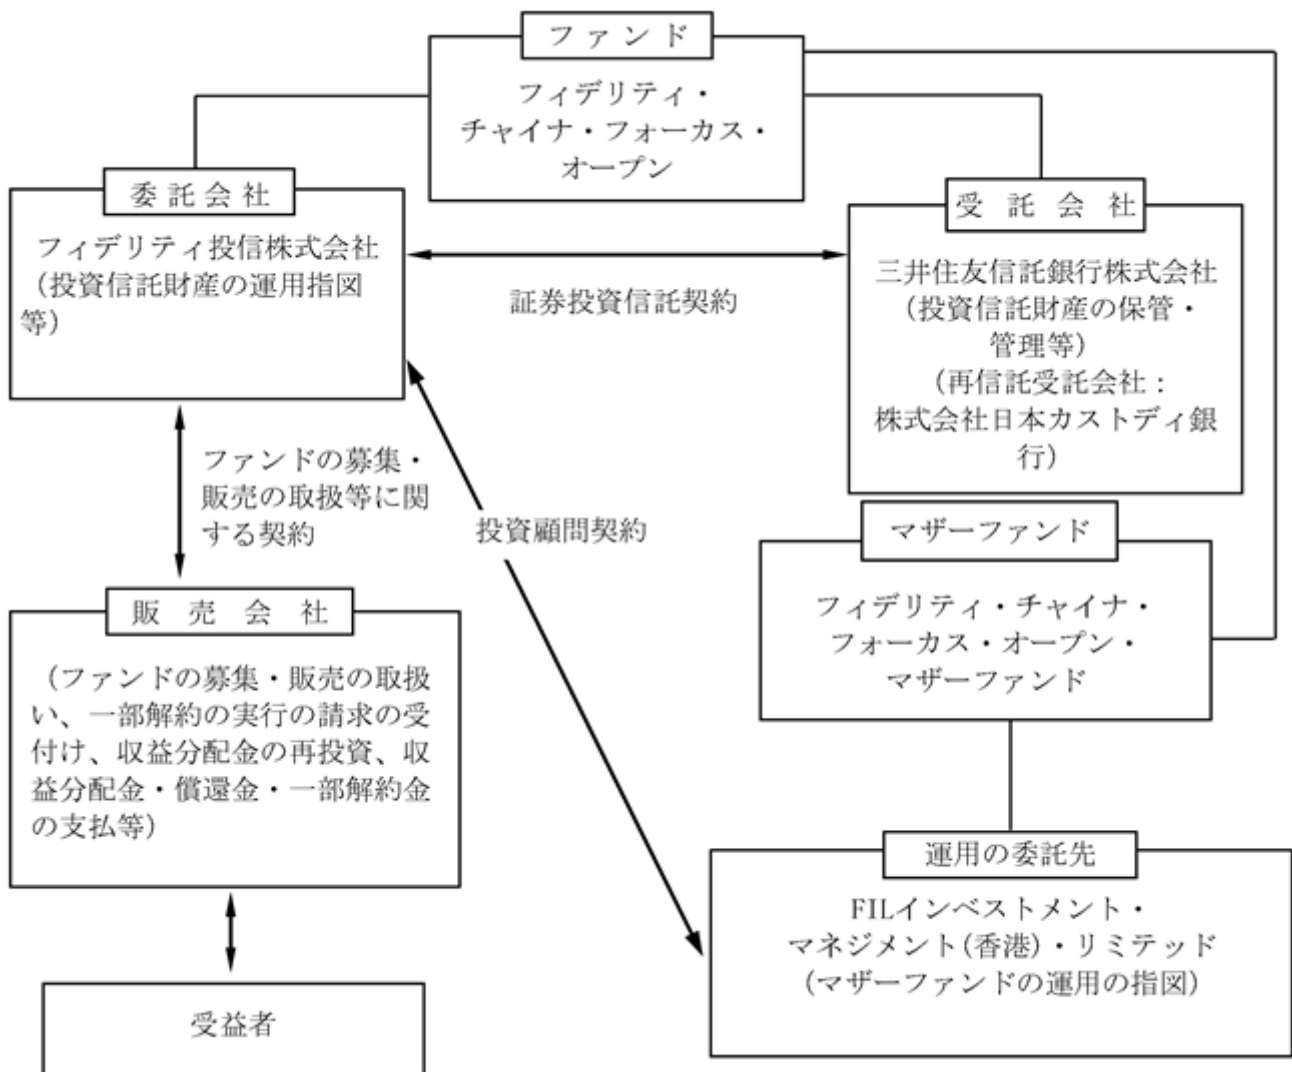 ファンド
フィデリティ・
チャイナ・フォーカス・
オープン
委託会社
フィデリティ投信株式会社
（投資信託財産の運用指図
等）
証券投資信託契約
受託会社
三井住友信託銀行株式会社
（投資信託財産の保管・
管理等）
（再信託受託会社：
株式会社日本カストディ銀
行）
ファンドの募集・
販売の取扱等に関
する契約
投資顧問契約
マザーファンド
フィデリティ・チャイナ・
フォーカス・オープン・
マザーファンド
販売会社
（ファンドの募集・販売の取扱
い、一部解約の実行の請求の受
付け、収益分配金の再投資、収
益分配金・償還金・一部解約金
の支払等）
運用の委託先
FILインベストメント・
マネジメント(香港)・リミテッド
（マザーファンドの運用の指図）
受益者